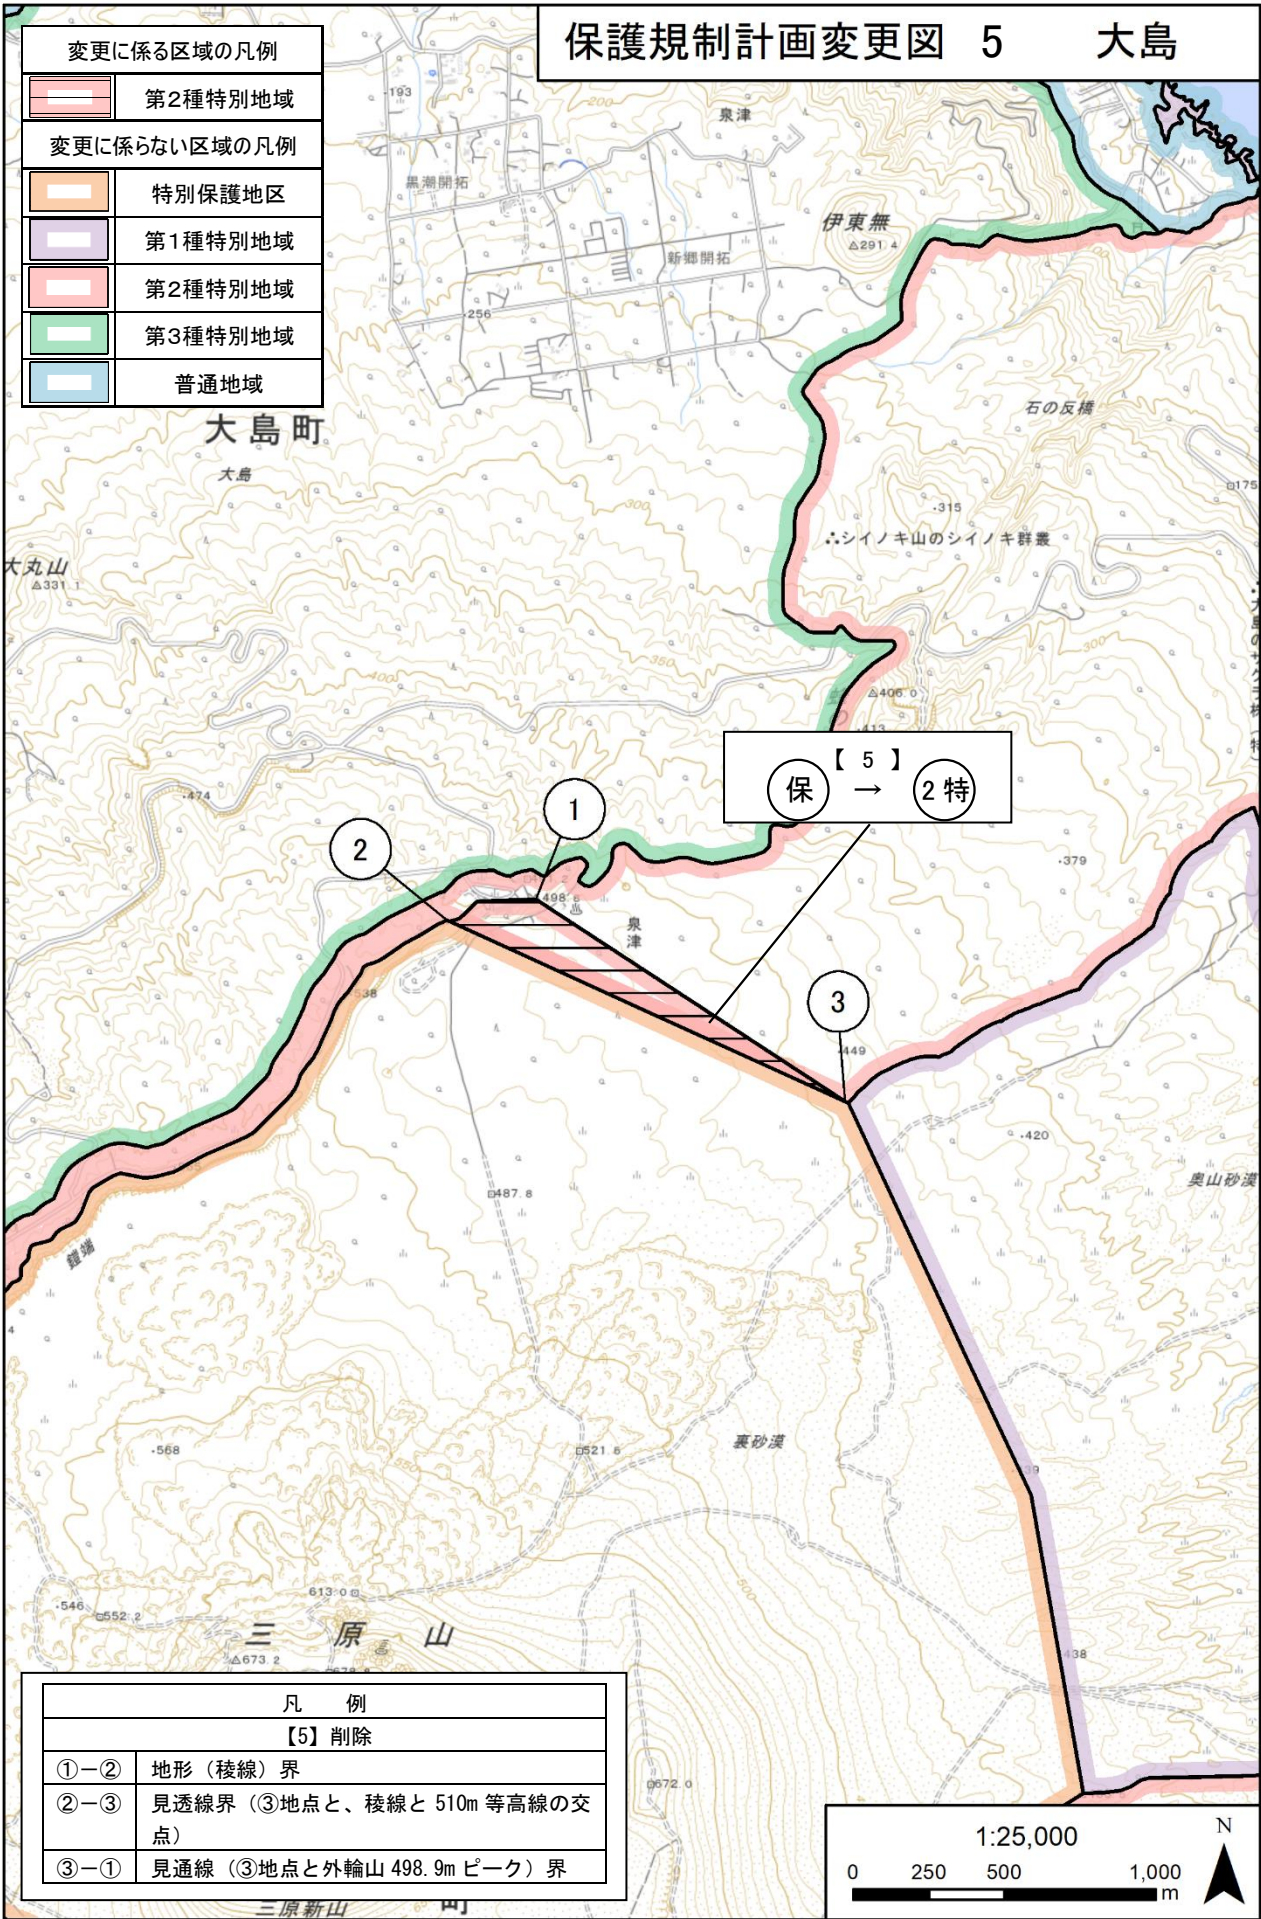 保護規制計画変更図 5 大島
変更に係る区域の凡例
第2種特別地域
変更に係らない区域の凡例
特別保護地区
第1種特別地域
第2種特別地域
第3種特別地域
普通地域
193
200
泉津
黒潮開拓
伊東無
△291.4
新郷開拓
256
石の反橋
大島町
大島
175
300
・315
∴シイノキ山のシイノキ群叢
大丸山
△331.1
300
350
400
△406.0
・413
【 5 】
保 → 2特
・474
1
2
・379
498.
泉津
3
538
449
・420
奥山砂漠
487.8
鏡端
450
・568
521.6
裏砂漠
500
613.0
・546
552.2
三原山
△673.2
438
672.0
凡 例
【5】削除
①-② 地形（稜線）界
②-③ 見透線界（③地点と、稜線と 510m 等高線の交
点）
③-① 見通線（③地点と外輪山 498.9m ピーク）界
三原新山
町
1:25,000
N
0 250 500 1,000
m